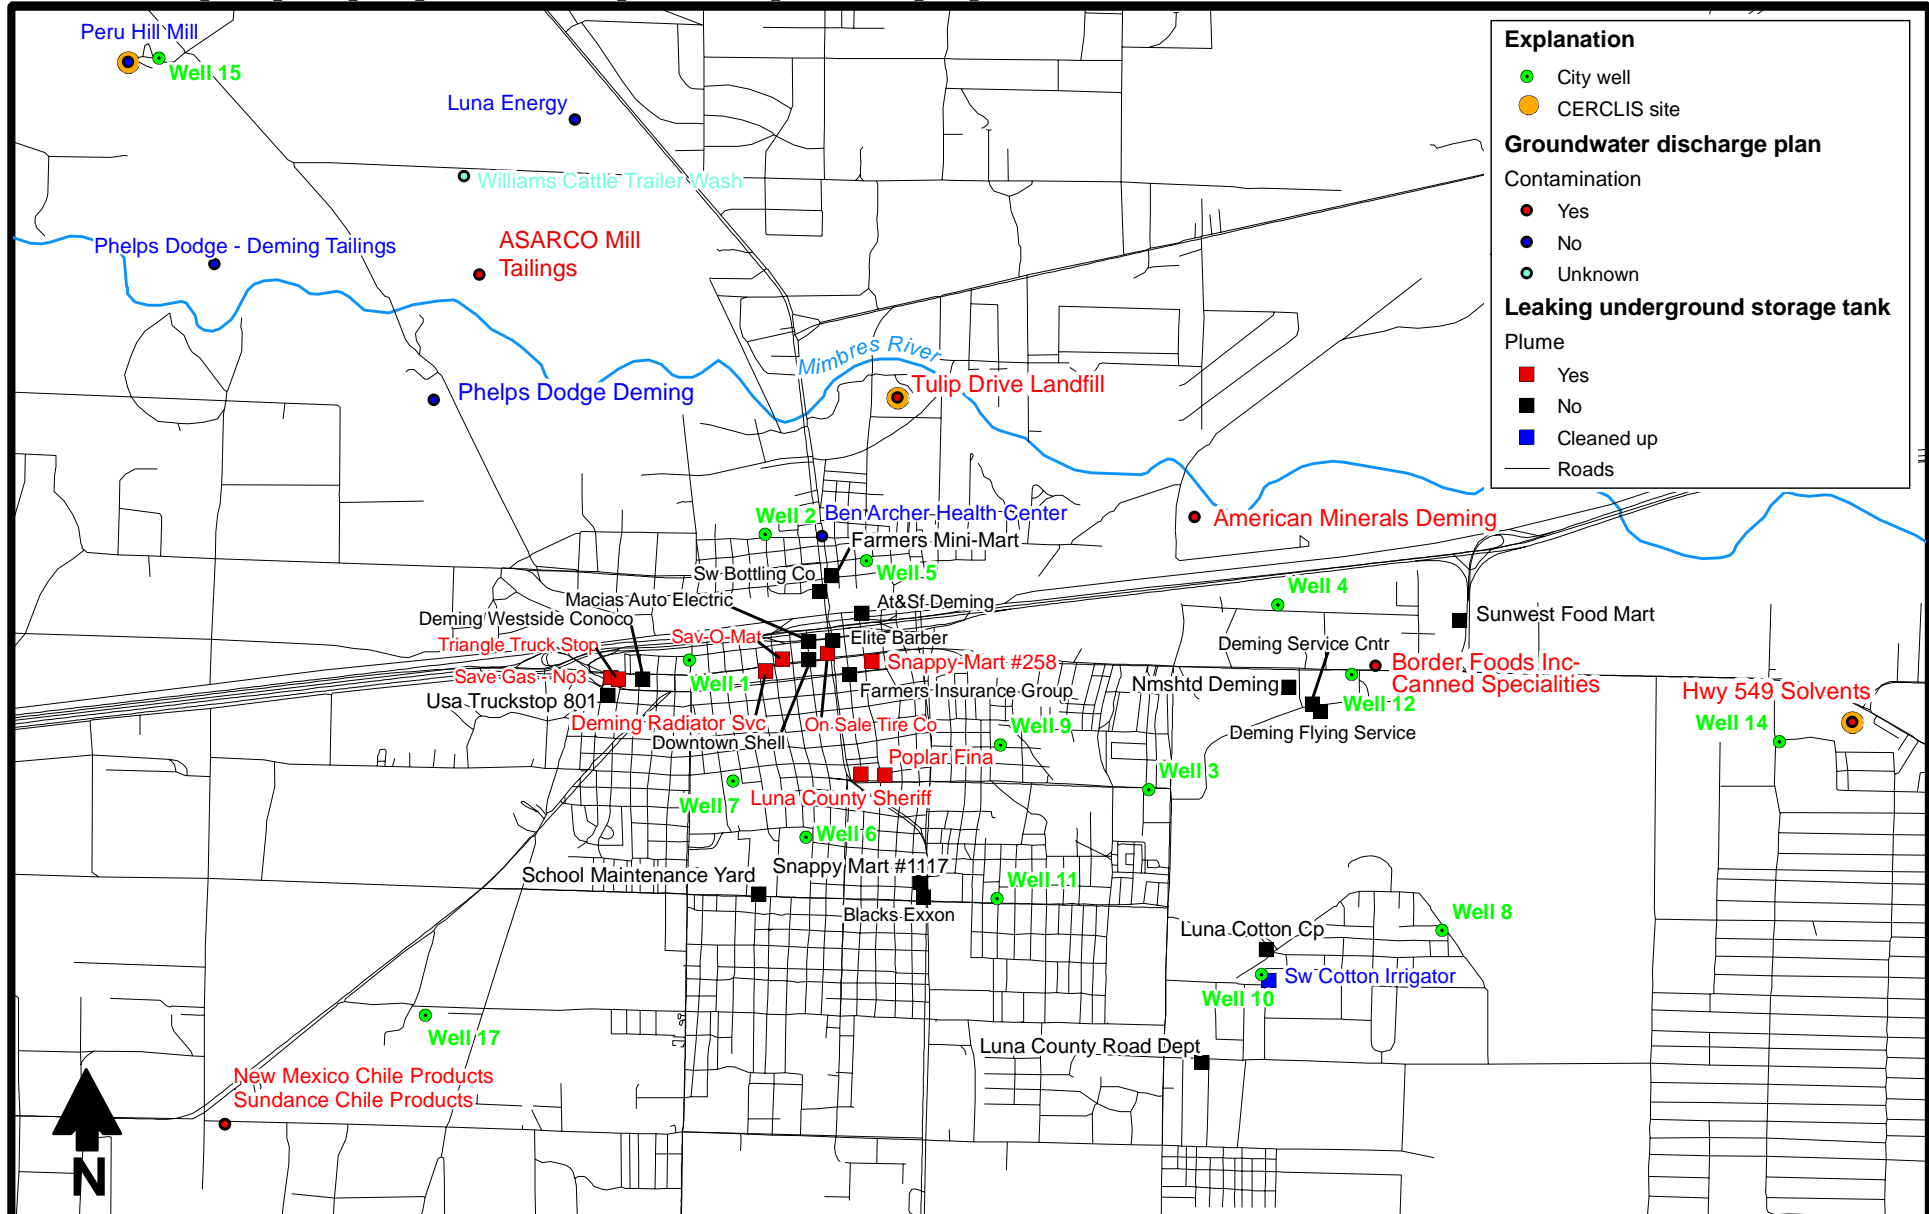 Peru Hill Mill
Well 15
Luna Energy
Williams Cattle Trailer Wash
Phelps Dodge - Deming Tailings
ASARCO Mill
Tailings
Mimbres River
Phelps Dodge Deming
Tulip Drive Landfill
Explanation
City well
CERCLIS site
Groundwater discharge plan
Contamination
Yes
No
Unknown
Leaking underground storage tank
Plume
Yes
No
Cleaned up
Roads
Well 2
Ben Archer Health Center
American Minerals Deming
Farmers Mini-Mart
Sw Bottling Co
Well 5
Well 4
Macias Auto Electric
At&Sf Deming
Deming Westside Conoco
Sunwest Food Mart
Triangle Truck Stop
Sav-O-Mat
Elite Barber
Deming Service Cntr
Save Gas - No3
Well 1
Snappy-Mart #258
Border Foods Inc-
Canned Specialities
Usa Truckstop 801
Farmers Insurance Group
Nmshtd Deming
Well 12
Hwy 549 Solvents
Deming Radiator Svc
On Sale Tire Co
Well 9
Well 14
Downtown Shell
Deming Flying Service
Poplar Fina
Well 3
Well 7
Luna County Sheriff
Well 6
School Maintenance Yard
Snappy Mart #1117
Well 11
Blacks Exxon
Well 8
Luna Cotton Cp
Sw Cotton Irrigator
Well 10
Well 17
Luna County Road Dept
New Mexico Chile Products
Sundance Chile Products
N